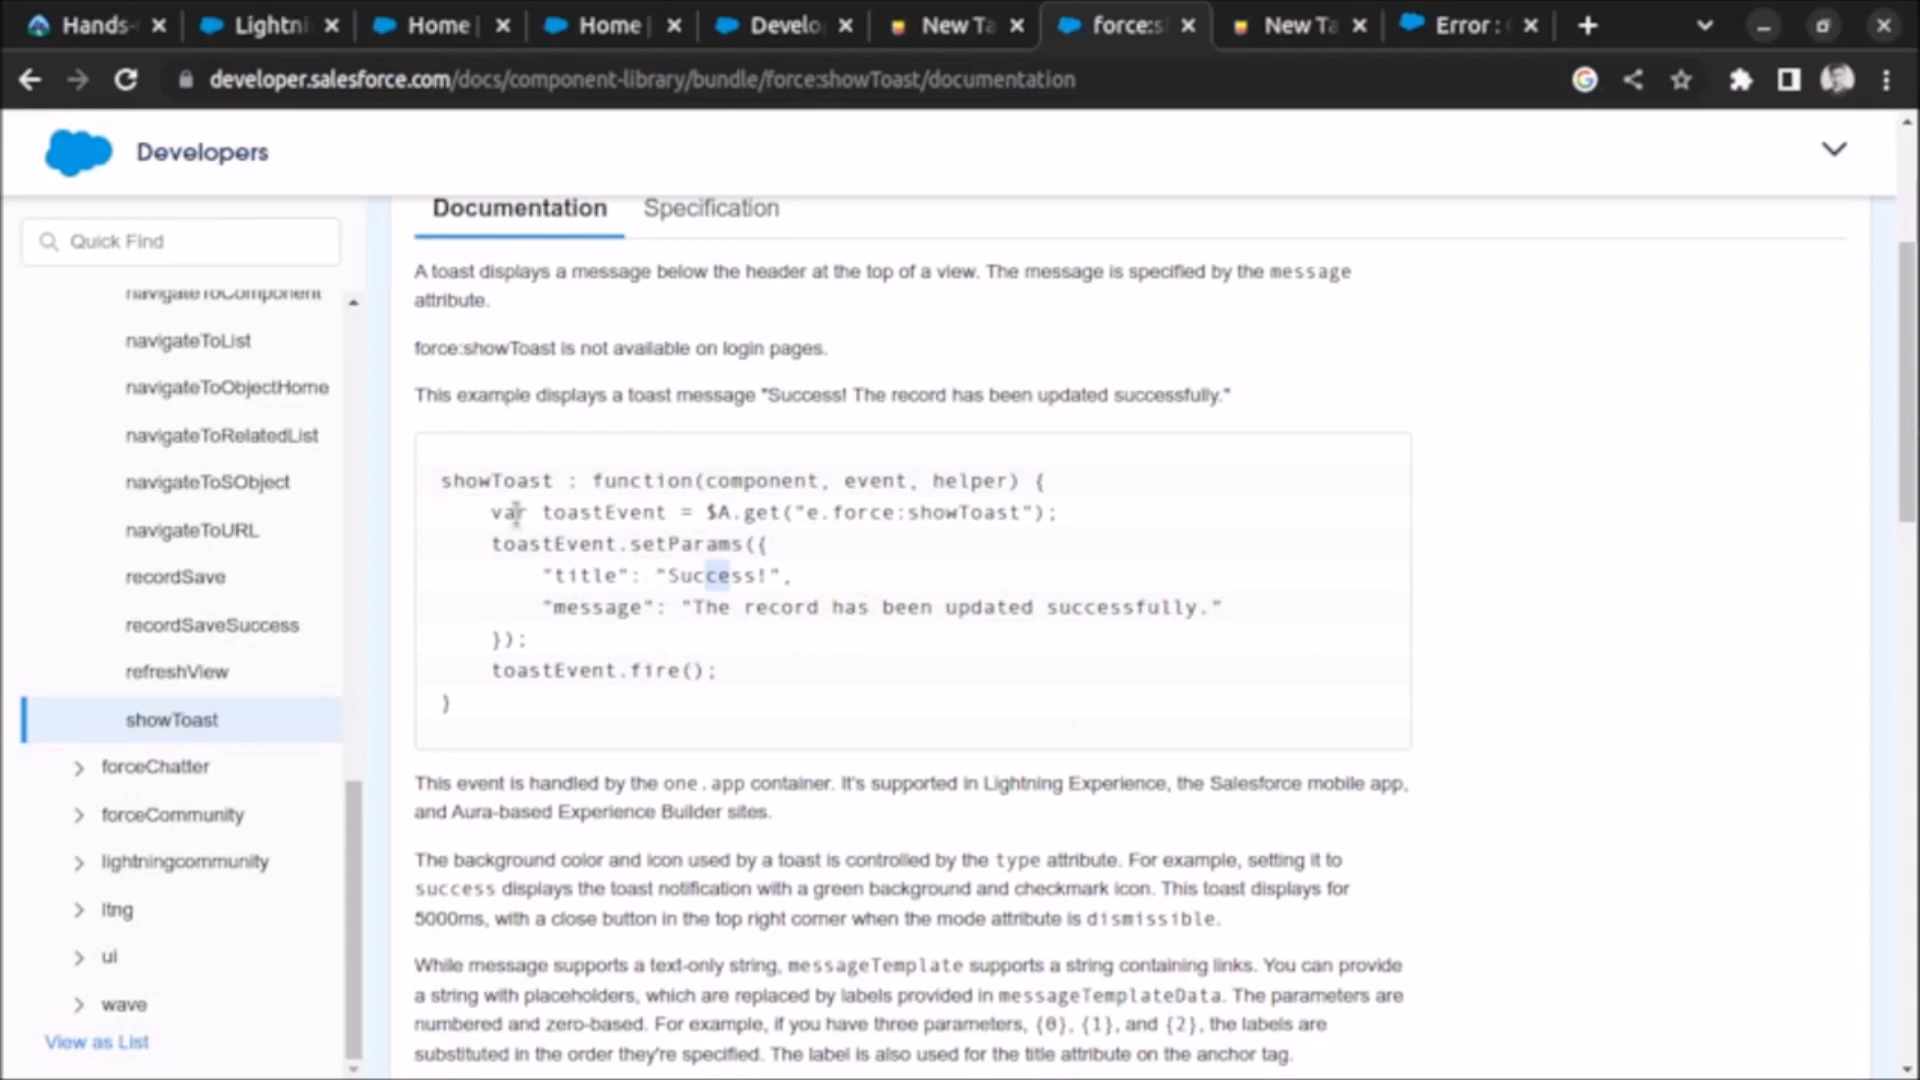 Hands-
Lightni
Home
Home
Develo
New Ta
force:s
New Ta
Error :
developer.salesforce.com/docs/component-library/bundle/force:showToast/documentation
Developers
Quick Find
navigateToComponent
navigateToList
navigateToObjectHome
navigateToRelatedList
navigateToSObject
navigateToURL
recordSave
recordSaveSuccess
refreshView
showToast
forceChatter
forceCommunity
lightningcommunity
ltng
ui
wave
View as List
Documentation Specification
A toast displays a message below the header at the top of a view. The message is specified by the message
attribute.
force:showToast is not available on login pages.
This example displays a toast message "Success! The record has been updated successfully."
showToast : function(component, event, helper) {
var toastEvent = $A.get("e.force:showToast");
toastEvent.setParams({
"title": "Success!",
"message": "The record has been updated successfully."
});
toastEvent.fire();
}
This event is handled by the one.app container. It's supported in Lightning Experience, the Salesforce mobile app,
and Aura-based Experience Builder sites.
The background color and icon used by a toast is controlled by the type attribute. For example, setting it to
success displays the toast notification with a green background and checkmark icon. This toast displays for
5000ms, with a close button in the top right corner when the mode attribute is dismissible.
While message supports a text-only string, messageTemplate supports a string containing links. You can provide
a string with placeholders, which are replaced by labels provided in messageTemplateData. The parameters are
numbered and zero-based. For example, if you have three parameters, {0}, {1}, and {2}, the labels are
substituted in the order they're specified. The label is also used for the title attribute on the anchor tag.